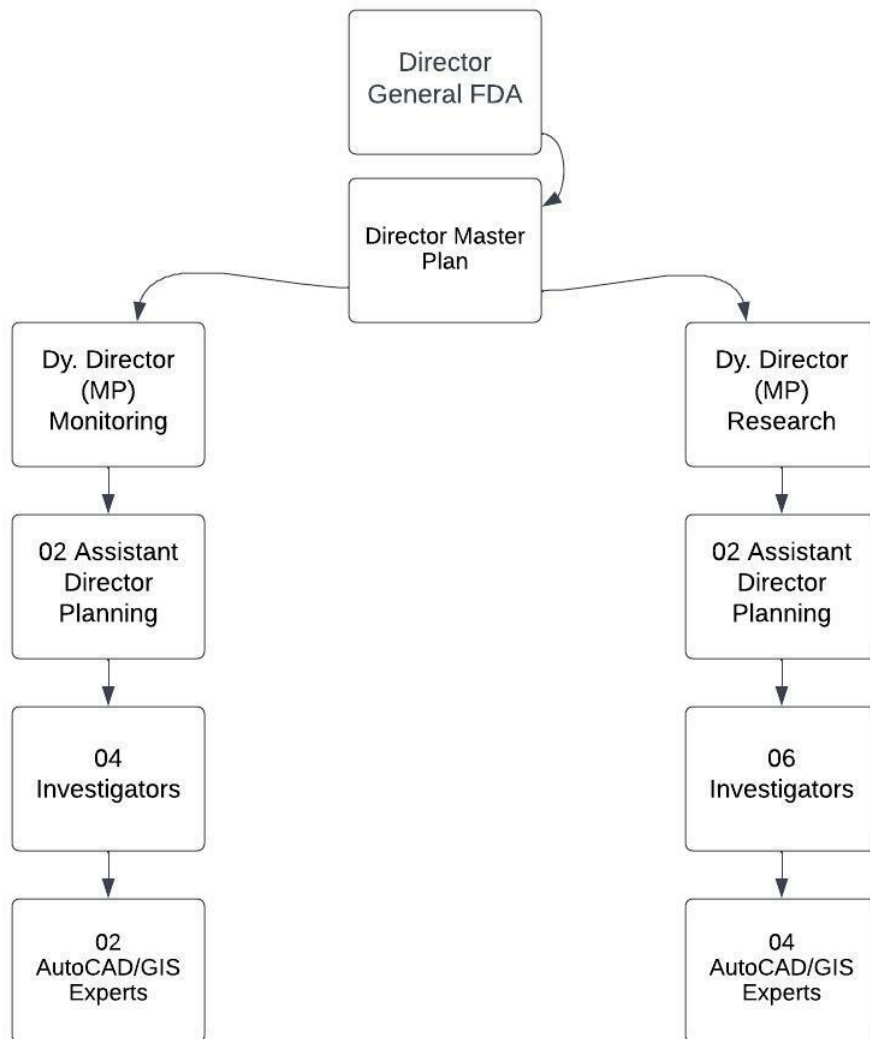 Director
General FDA
Director Master
Plan
Dy. Director
(MP)
Monitoring
Dy. Director
(MP)
Research
02 Assistant
Director
Planning
02 Assistant
Director
Planning
04
Investigators
06
Investigators
02
AutoCAD/GIS
Experts
04
AutoCAD/GIS
Experts